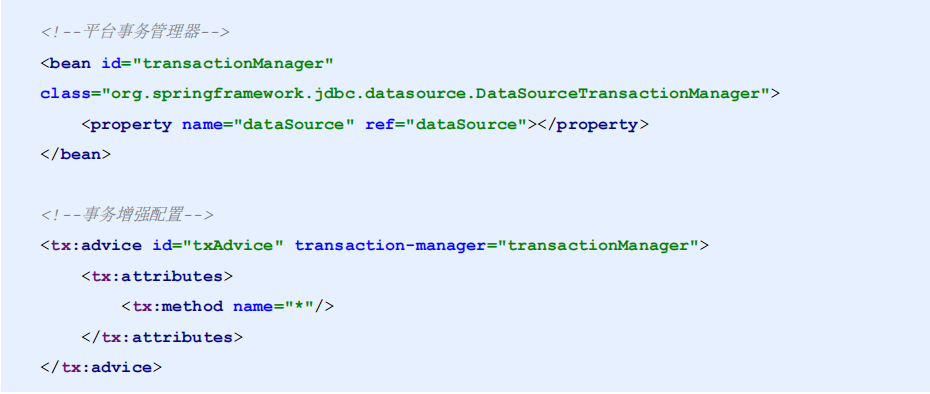 <!--平台事务管理器-->
<bean id="transactionManager"
class="org.springframework.jdbc.datasource.DataSourceTransactionManager">
    <property name="dataSource" ref="dataSource"></property>
</bean>

<!--事务增强配置-->
<tx:advice id="txAdvice" transaction-manager="transactionManager">
    <tx:attributes>
        <tx:method name="*"/>
    </tx:attributes>
</tx:advice>